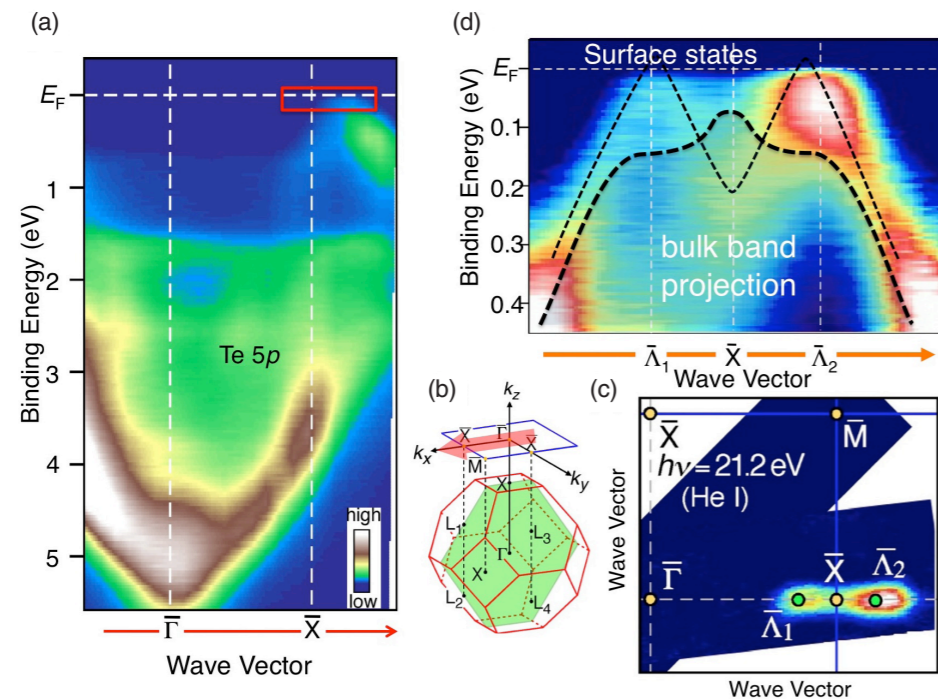 (a)
E_F
1
2
3
4
5
Binding Energy (eV)
Te 5p
high
low
Γ̄
X̄
Wave Vector
(d)
Surface states
E_F
0.1
0.2
0.3
0.4
Binding Energy (eV)
bulk band
projection
Λ̄₁
X̄
Λ̄₂
Wave Vector
(b)
k_z
X̄
Γ̄
X̄
k_x
M
k_y
X
L₁
L₃
Γ
X
L₂
L₄
(c)
X̄
M̄
hν=21.2 eV
(He I)
Γ̄
X̄
Λ̄₂
Λ̄₁
Wave Vector
Wave Vector